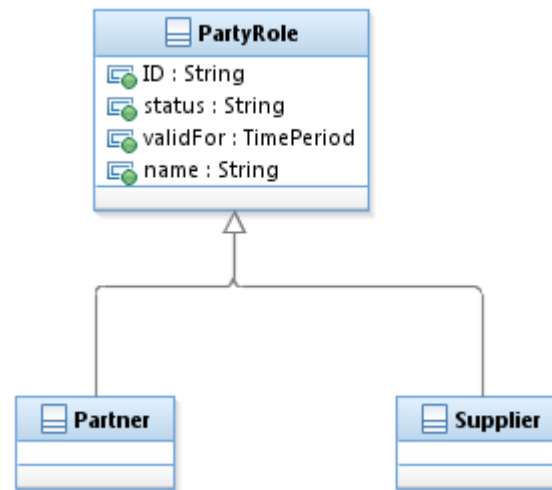 PartyRole
ID : String
status : String
validFor : TimePeriod
name : String
Partner
Supplier